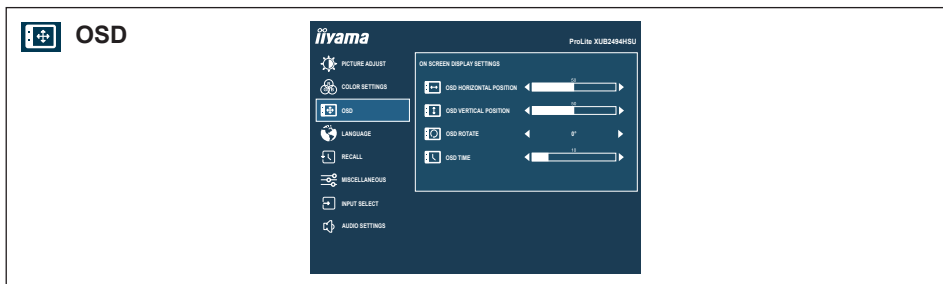 OSD
iiyama
ProLite XUB2494HSU
PICTURE ADJUST
COLOR SETTINGS
OSD
LANGUAGE
RECALL
MISCELLANEOUS
INPUT SELECT
AUDIO SETTINGS
ON SCREEN DISPLAY SETTINGS
OSD HORIZONTAL POSITION
50
OSD VERTICAL POSITION
50
OSD ROTATE
0°
OSD TIME
10